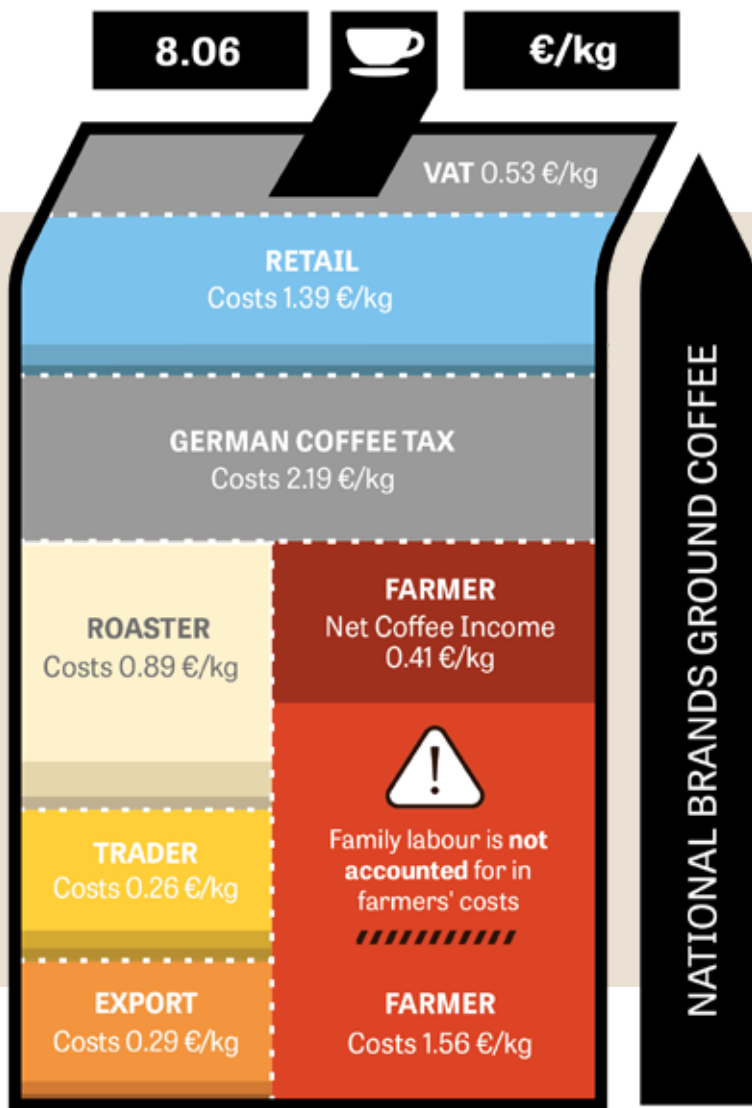 8.06
€/kg
VAT 0.53 €/kg
RETAIL
Costs 1.39 €/kg
GERMAN COFFEE TAX
Costs 2.19 €/kg
ROASTER
Costs 0.89 €/kg
FARMER
Net Coffee Income
0.41 €/kg
!
Family labour is not
accounted for in
farmers' costs
TRADER
Costs 0.26 €/kg
EXPORT
Costs 0.29 €/kg
FARMER
Costs 1.56 €/kg
NATIONAL BRANDS GROUND COFFEE